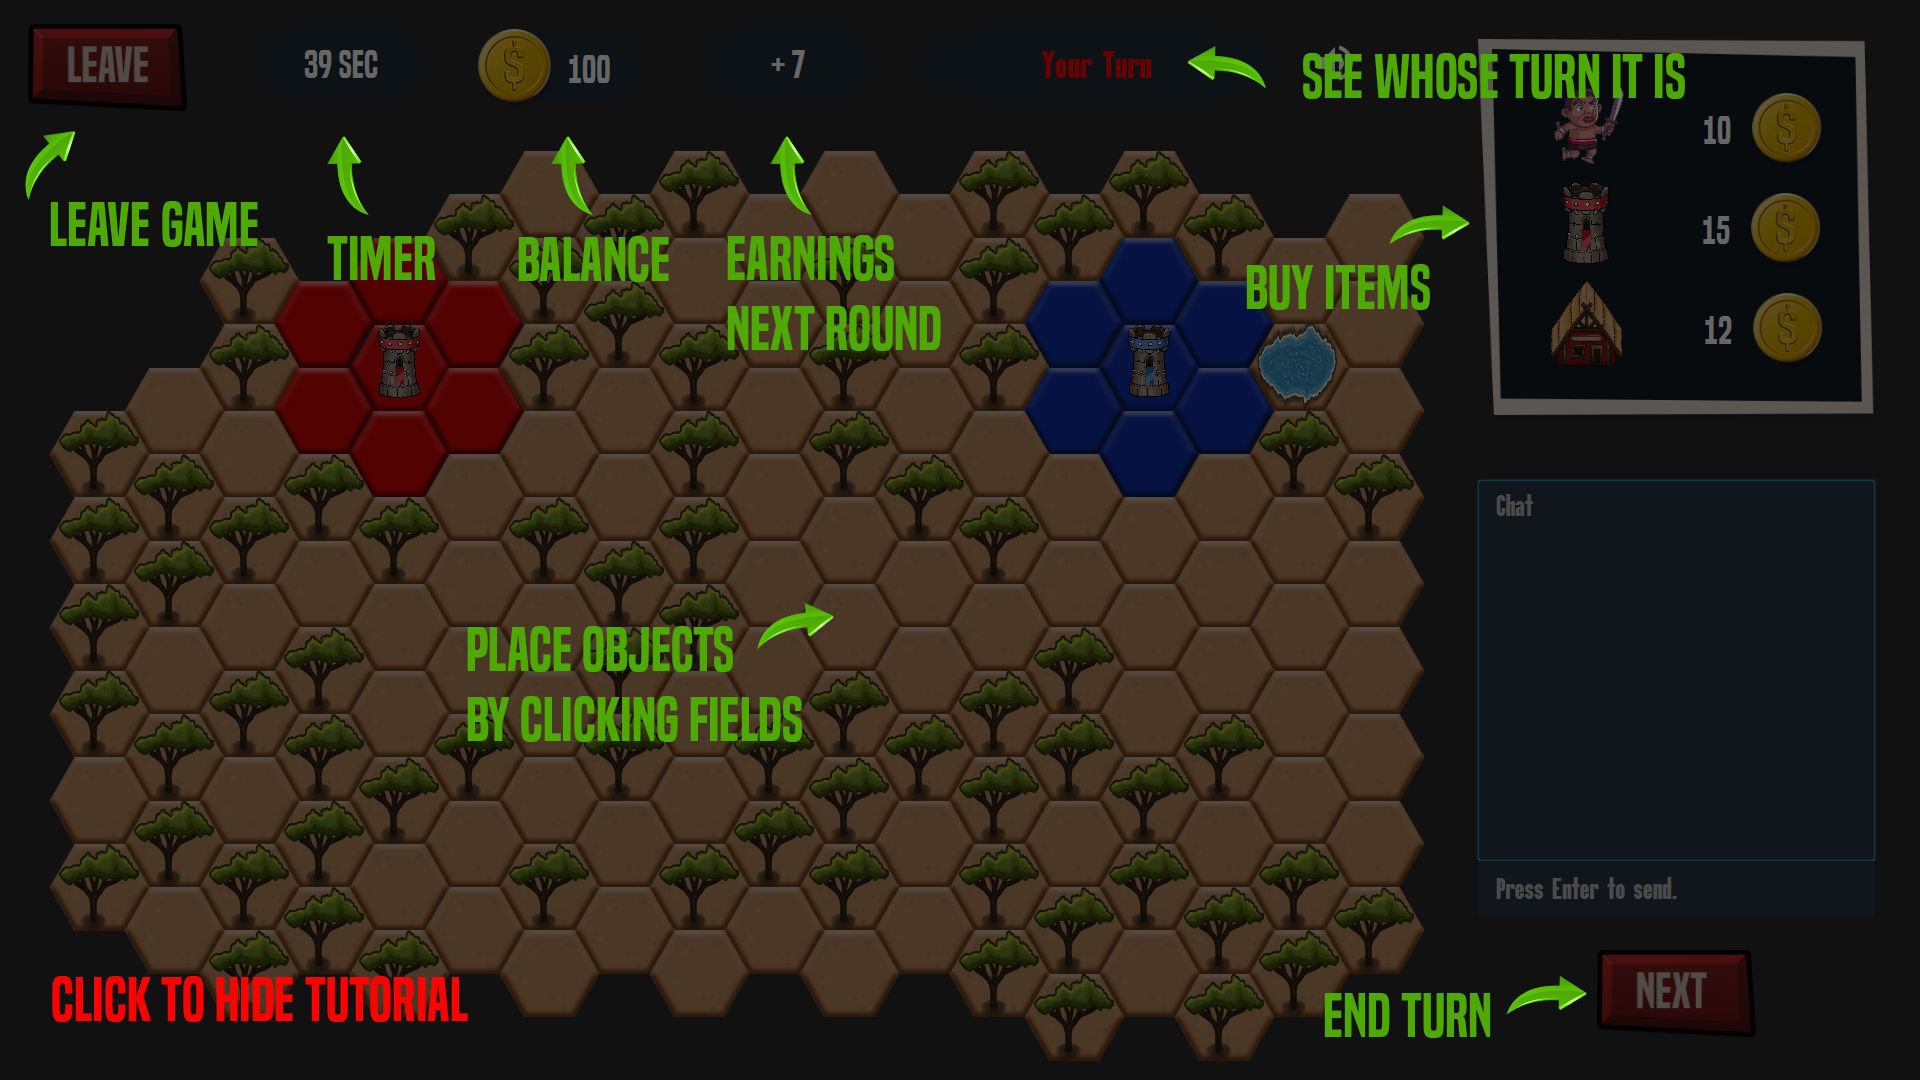 LEAVE
39 SEC
100
+ 7
Your Turn
SEE WHOSE TURN IT IS
10
LEAVE GAME
TIMER
BALANCE
EARNINGS
NEXT ROUND
BUY ITEMS
15
12
Chat
PLACE OBJECTS
BY CLICKING FIELDS
Press Enter to send.
CLICK TO HIDE TUTORIAL
END TURN
NEXT